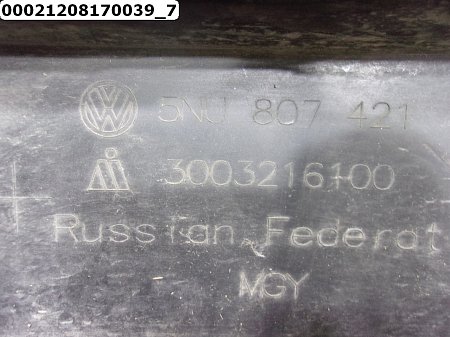 00021208170039_7
5NU 807 421
3003216100
Russian Federat
MGY